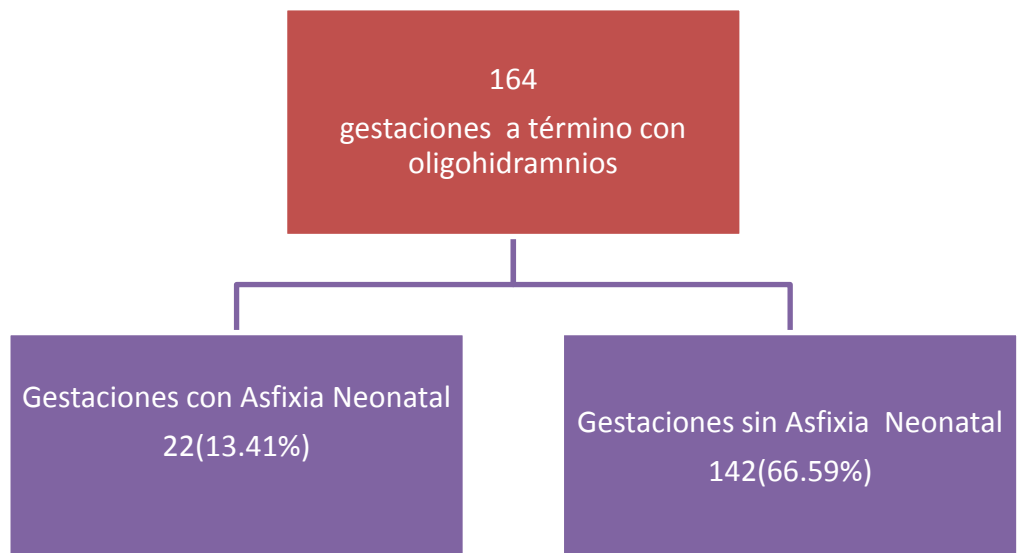 164
gestaciones a término con
oligohidramnios
Gestaciones con Asfixia Neonatal
22(13.41%)
Gestaciones sin Asfixia Neonatal
142(66.59%)